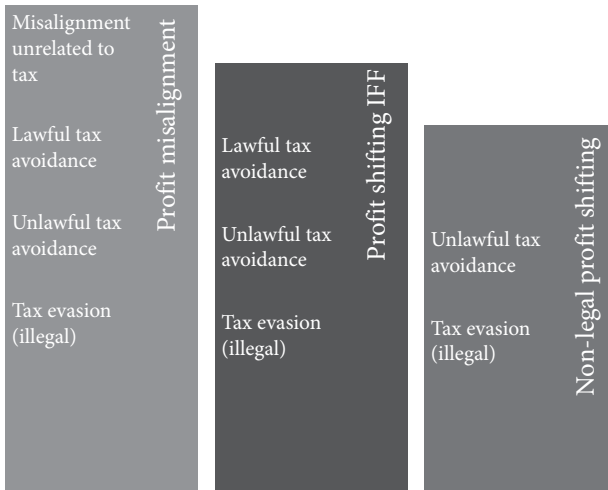 Misalignment
unrelated to
tax
Lawful tax
avoidance
Unlawful tax
avoidance
Tax evasion
(illegal)
Profit misalignment
Lawful tax
avoidance
Unlawful tax
avoidance
Tax evasion
(illegal)
Profit shifting IFF
Unlawful tax
avoidance
Tax evasion
(illegal)
Non-legal profit shifting